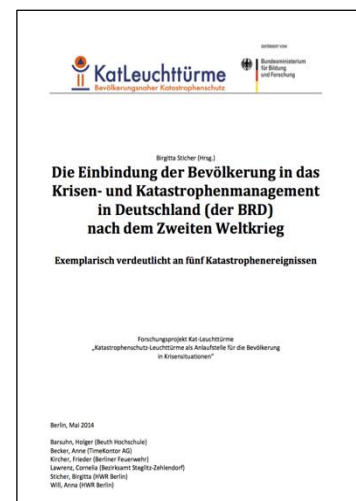 GEFÖRDERT VOM
KatLeuchttürme
Bevölkerungsnaher Katastrophenschutz
Bundesministerium
für Bildung
und Forschung
Birgitta Sticher (Hrsg.)
Die Einbindung der Bevölkerung in das
Krisen- und Katastrophenmanagement
in Deutschland (der BRD)
nach dem Zweiten Weltkrieg
Exemplarisch verdeutlicht an fünf Katastrophenereignissen
Forschungsprojekt Kat-Leuchttürme
„Katastrophenschutz-Leuchttürme als Anlaufstelle für die Bevölkerung
in Krisensituationen"
Berlin, Mai 2014
Barsuhn, Holger (Beuth Hochschule)
Becker, Anne (TimeKontor AG)
Kircher, Frieder (Berliner Feuerwehr)
Lawrenz, Cornelia (Bezirksamt Steglitz-Zehlendorf)
Sticher, Birgitta (HWR Berlin)
Will, Anna (HWR Berlin)